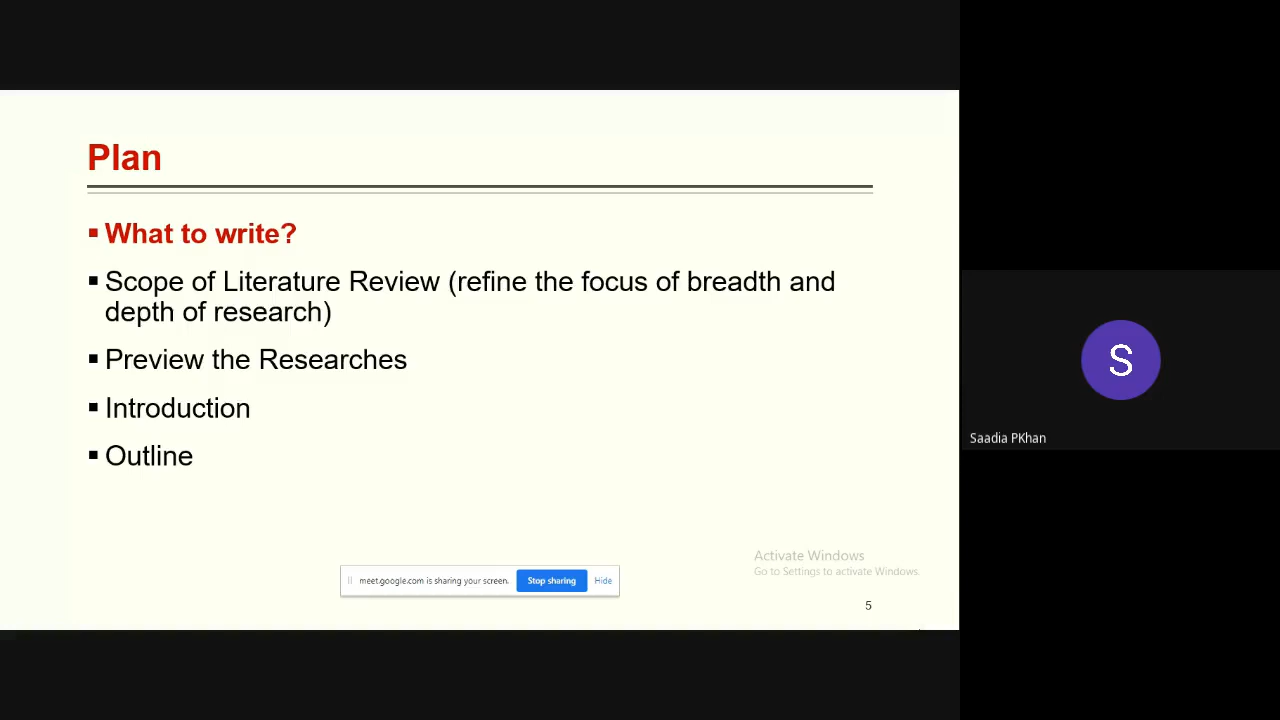 Plan
▪ What to write?
▪ Scope of Literature Review (refine the focus of breadth and
depth of research)
▪ Preview the Researches
▪ Introduction
▪ Outline
S
Saadia PKhan
Activate Windows
Go to Settings to activate Windows.
meet.google.com is sharing your screen.
Stop sharing
Hide
5